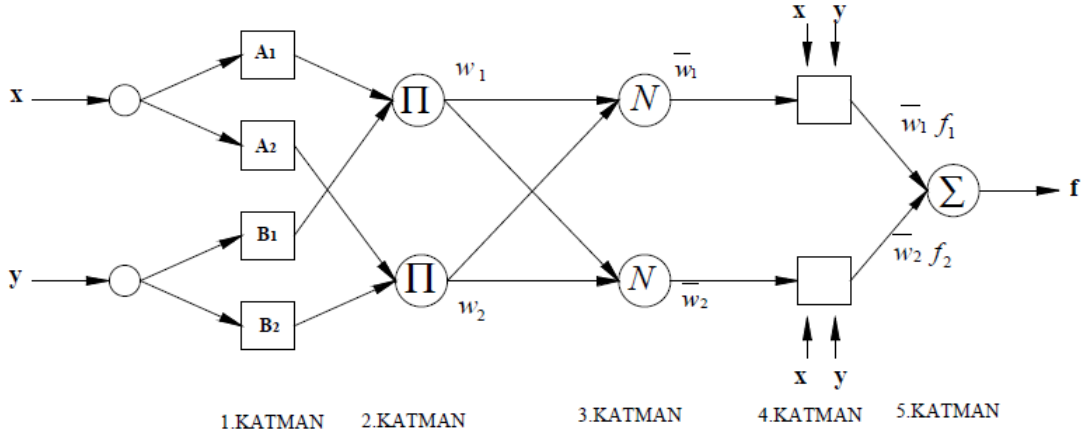 x y
A1
w1
w̅1
x
Π
N
w̅1 f1
A2
Σ
f
B1
w̅2 f2
y
Π
N
w2
w̅2
B2
x y
1.KATMAN 2.KATMAN 3.KATMAN 4.KATMAN 5.KATMAN